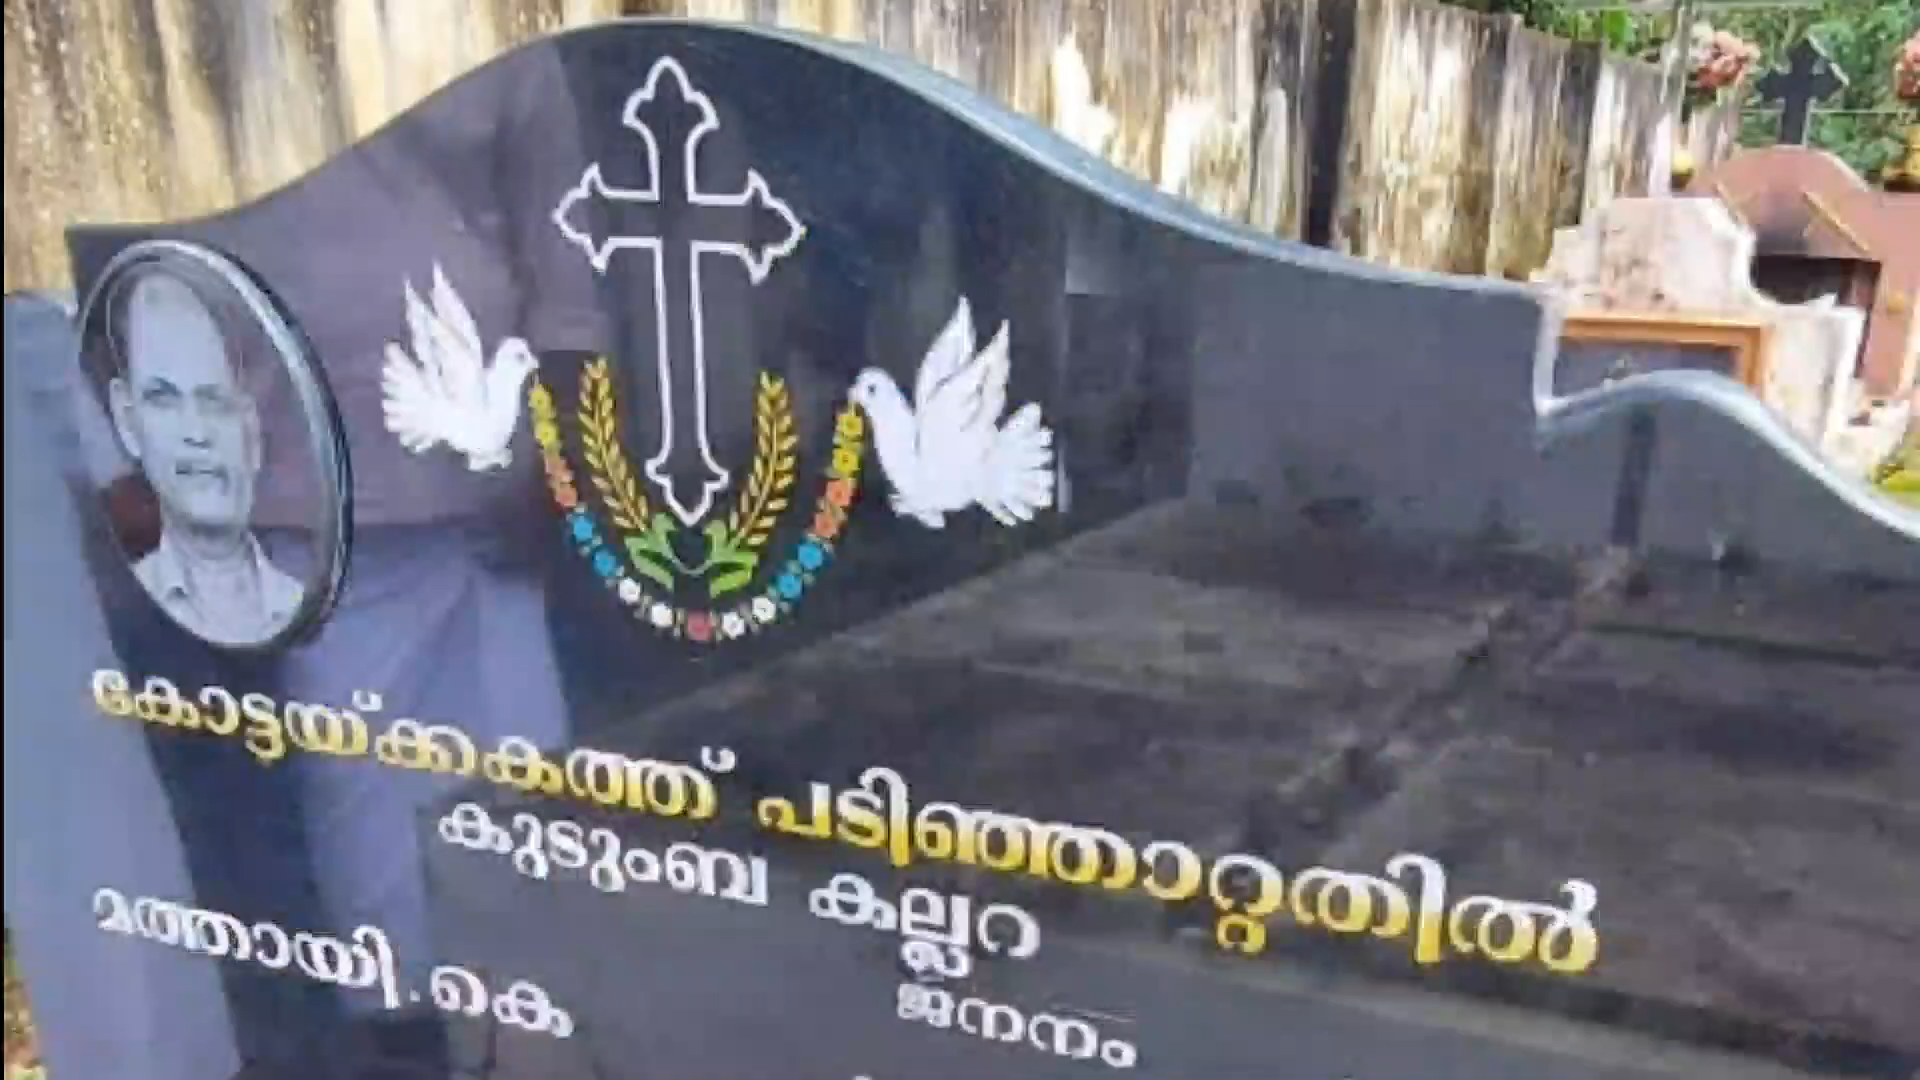 കോട്ടയ്ക്കകത്ത് പടിഞ്ഞാറ്റതിൽ
കുടുംബ കല്ലറ
മത്തായി.കെ ജനനം